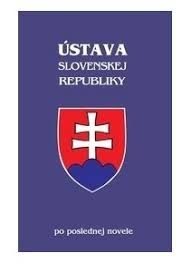 ÚSTAVA
SLOVENSKEJ
REPUBLIKY
po poslednej novele